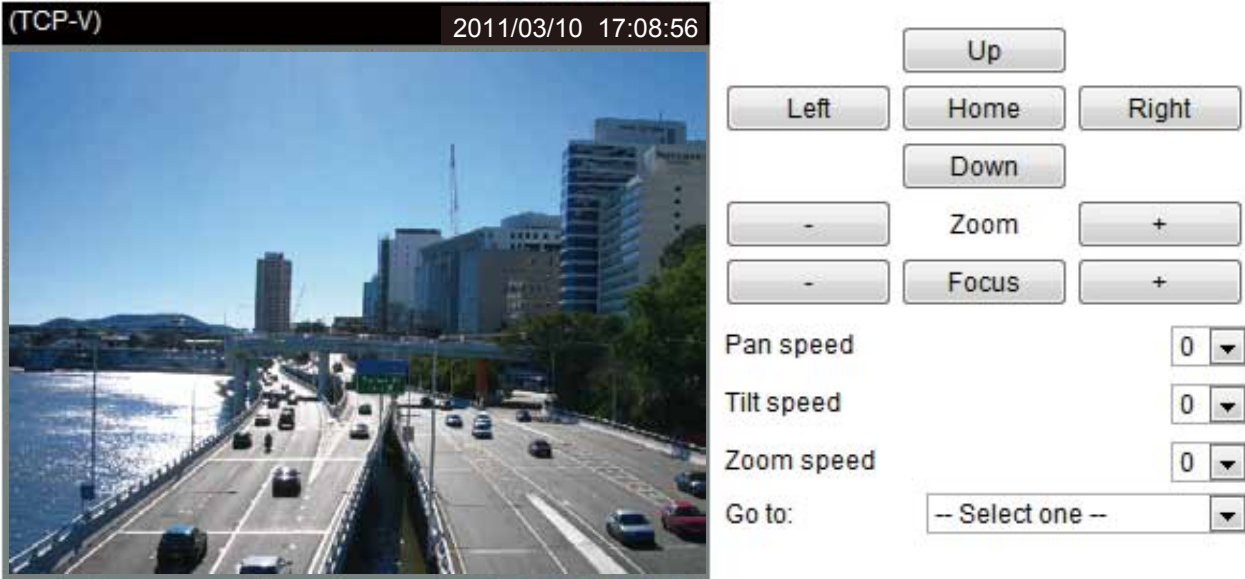 (TCP-V) 2011/03/10 17:08:56
Up
Left Home Right
Down
- Zoom +
- Focus +
Pan speed 0
Tilt speed 0
Zoom speed 0
Go to: -- Select one --